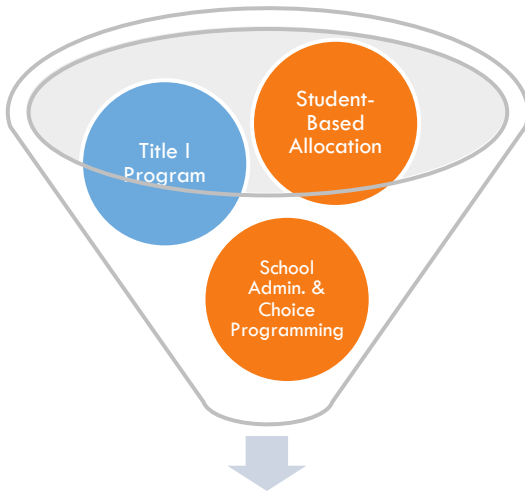 Title I
Program
Student-
Based
Allocation
School
Admin. &
Choice
Programming